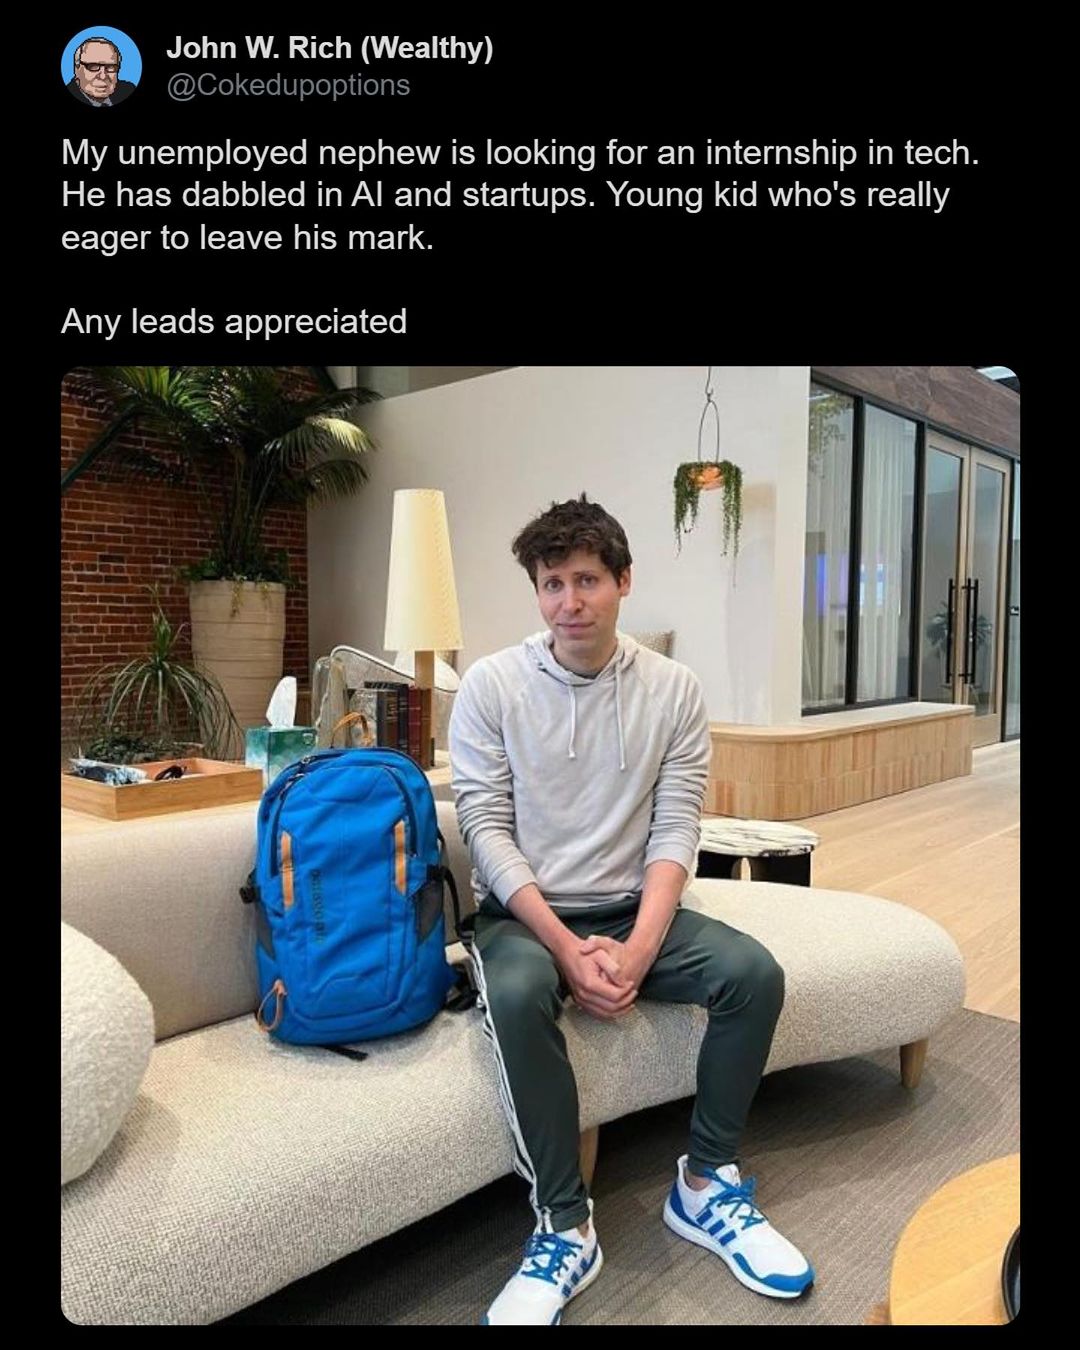 John W. Rich (Wealthy)
@Cokedupoptions
My unemployed nephew is looking for an internship in tech.
He has dabbled in AI and startups. Young kid who's really
eager to leave his mark.
Any leads appreciated